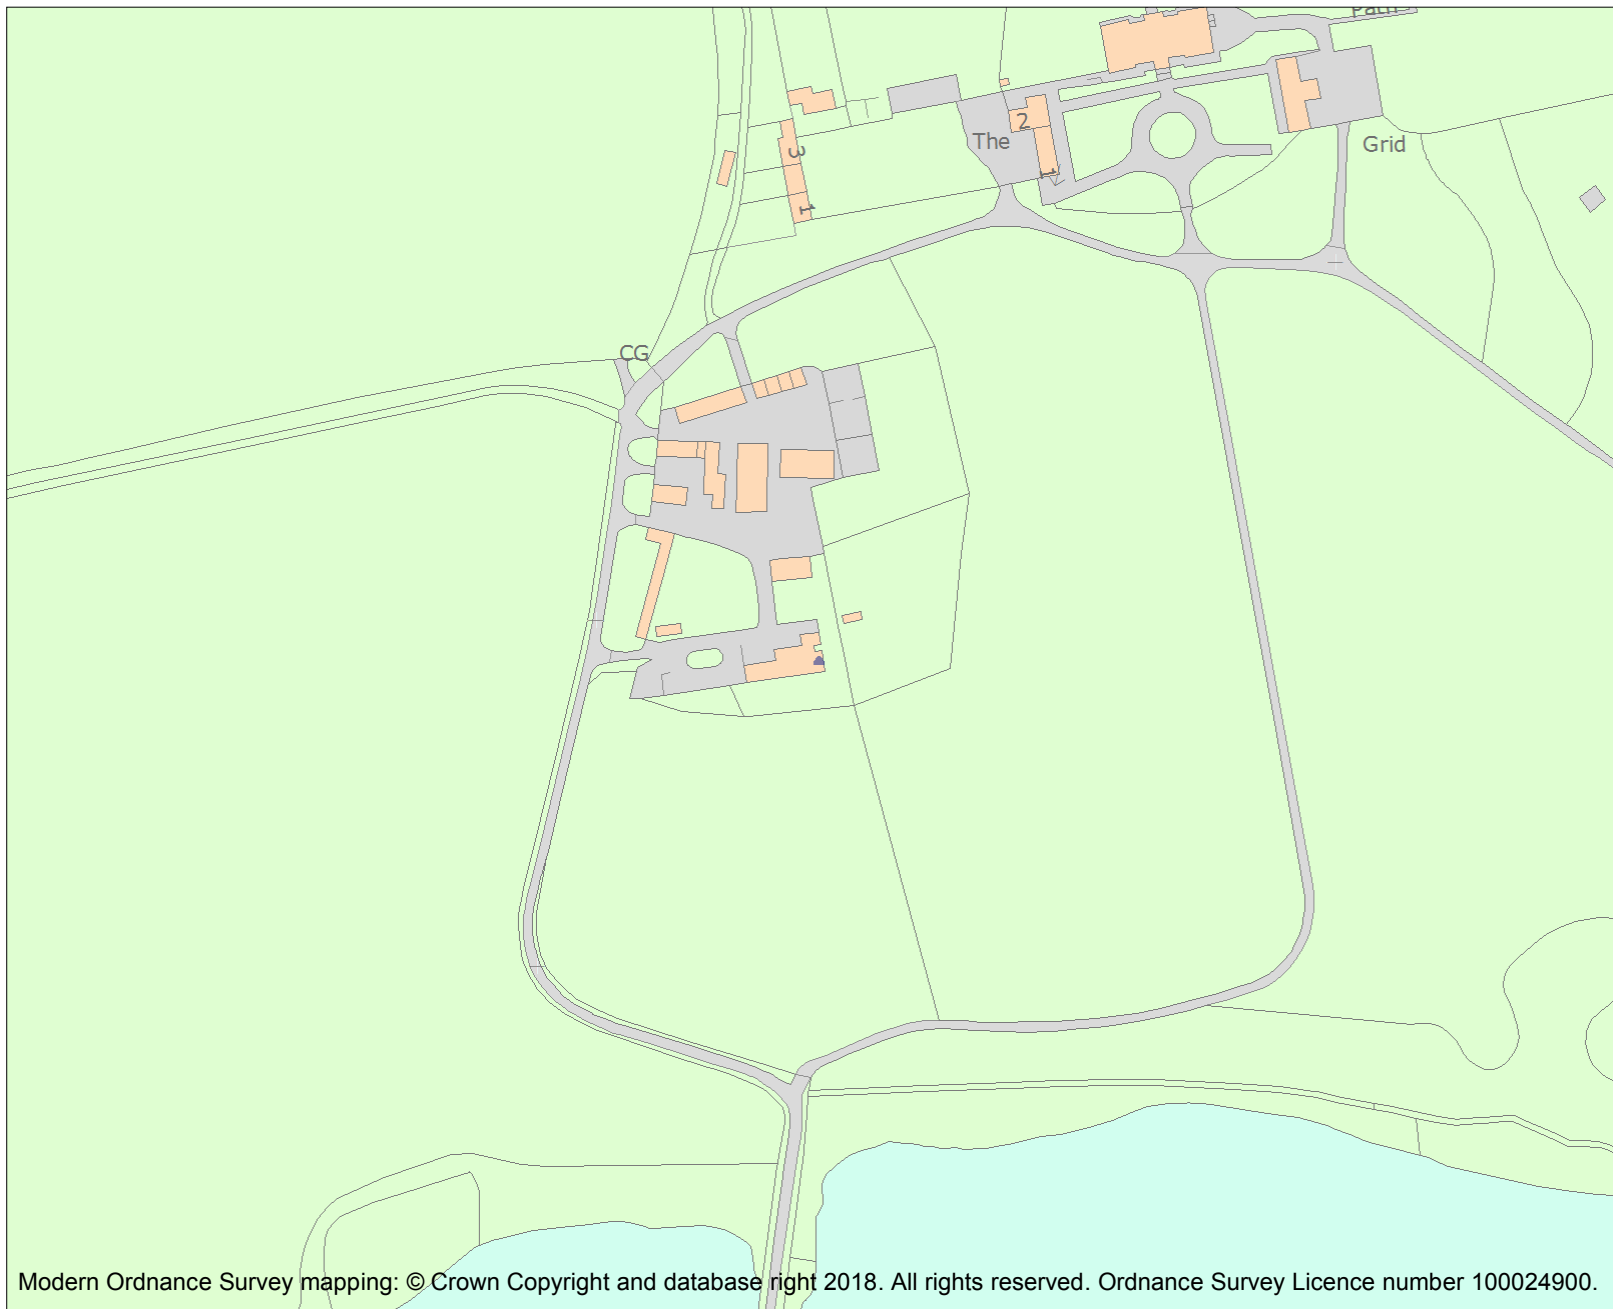 Path
2
The
Grid
3
1
1
CG
Modern Ordnance Survey mapping: © Crown Copyright and database right 2018. All rights reserved. Ordnance Survey Licence number 100024900.